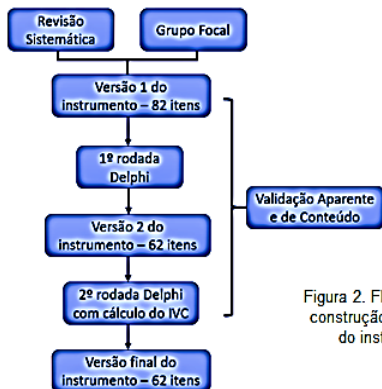 Revisão
Sistemática
Grupo Focal
Versão 1 do
instrumento – 82 itens
1º rodada
Delphi
Validação Aparente
e de Conteúdo
Versão 2 do
instrumento – 62 itens
2º rodada Delphi
com cálculo do IVC
Versão final do
instrumento – 62 itens
Figura 2.
construção
do